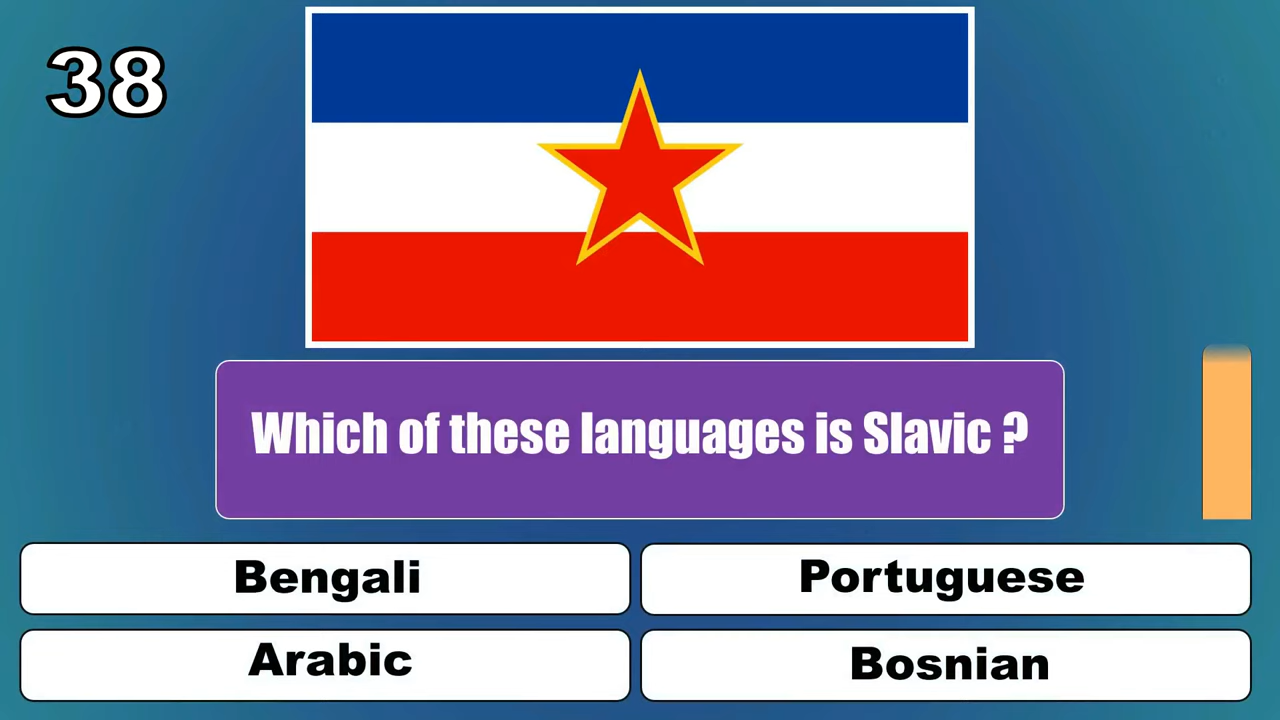 38
Which of these languages is Slavic ?
Bengali
Portuguese
Arabic
Bosnian